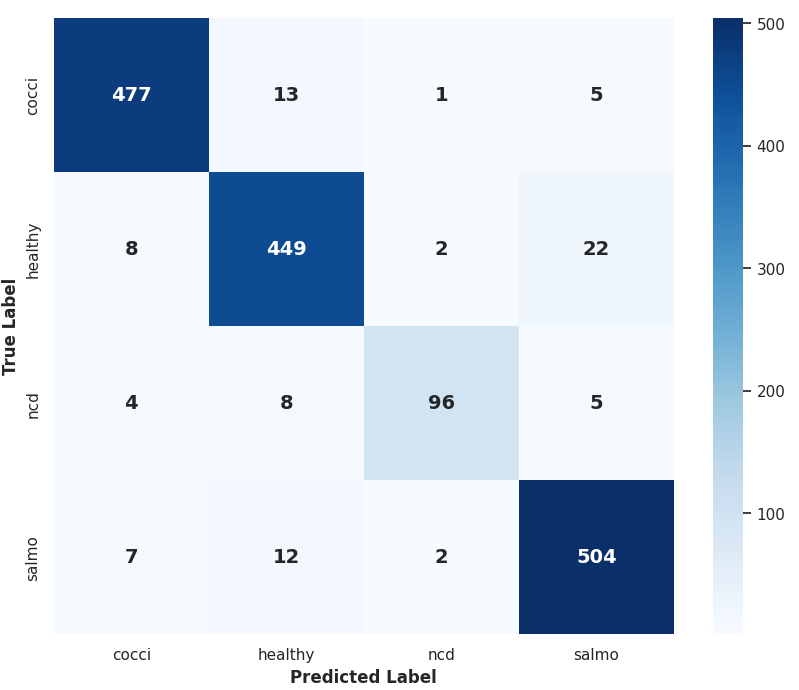 cocci 477 13 1 5
healthy 8 449 2 22
ncd 4 8 96 5
salmo 7 12 2 504
True Label
cocci healthy ncd salmo
Predicted Label
500
400
300
200
100